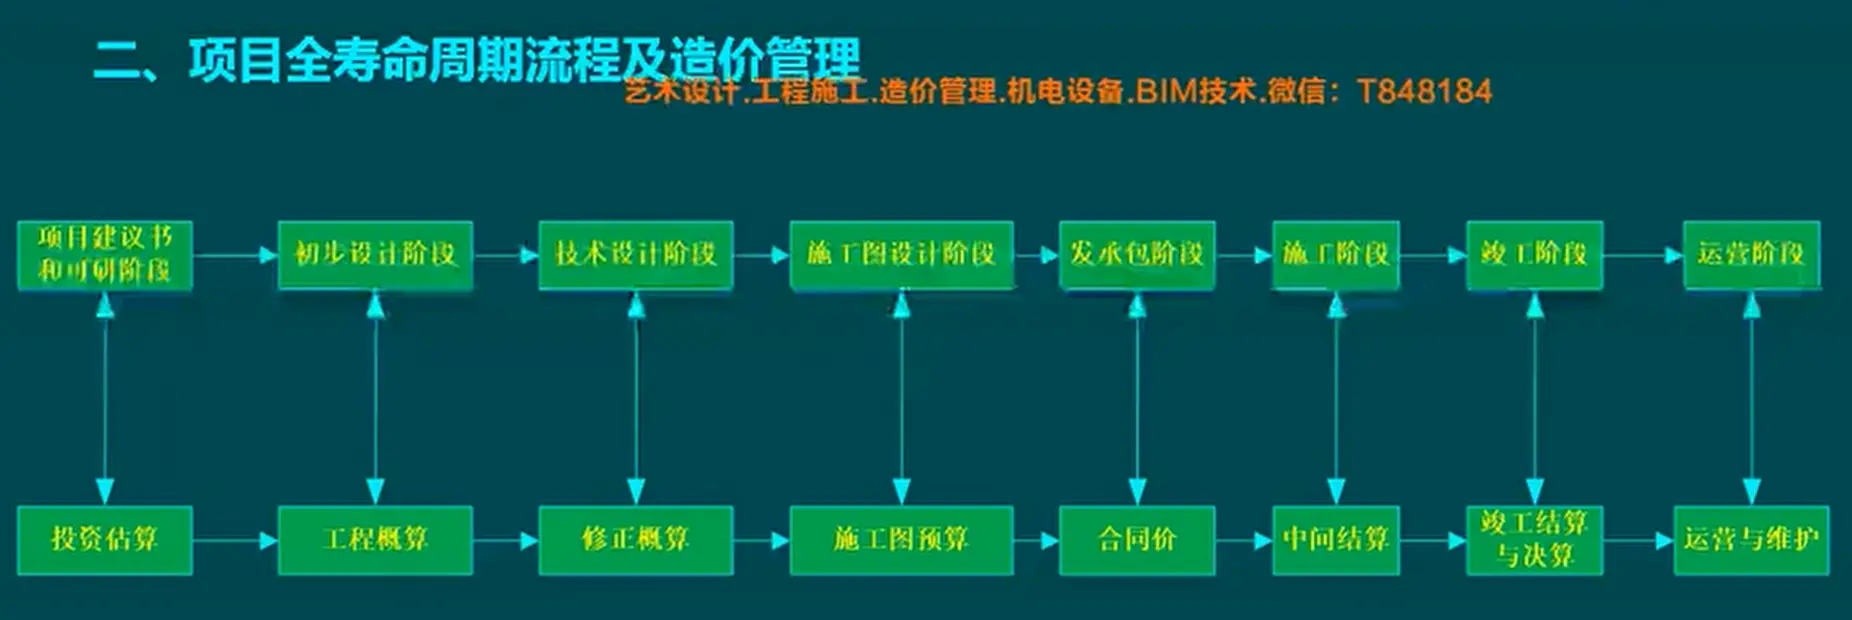 二、项目全寿命周期流程及造价管理
艺术设计.工程施工.造价管理.机电设备.BIM技术.微信：T848184
项目建议书
和可研阶段
初步设计阶段
技术设计阶段
施工图设计阶段
发承包阶段
施工阶段
竣工阶段
运营阶段
投资估算
工程概算
修正概算
施工图预算
合同价
中间结算
竣工结算
与决算
运营与维护